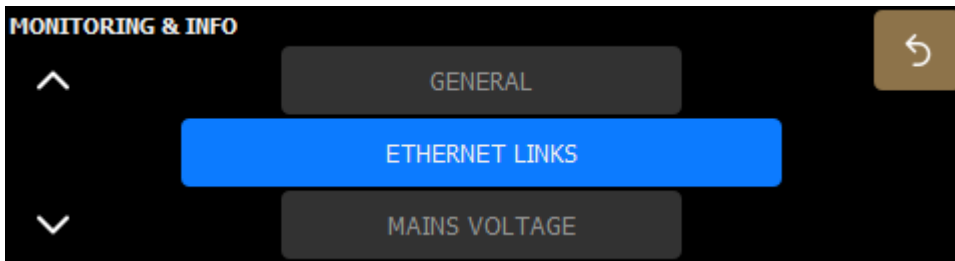 MONITORING & INFO
GENERAL
ETHERNET LINKS
MAINS VOLTAGE